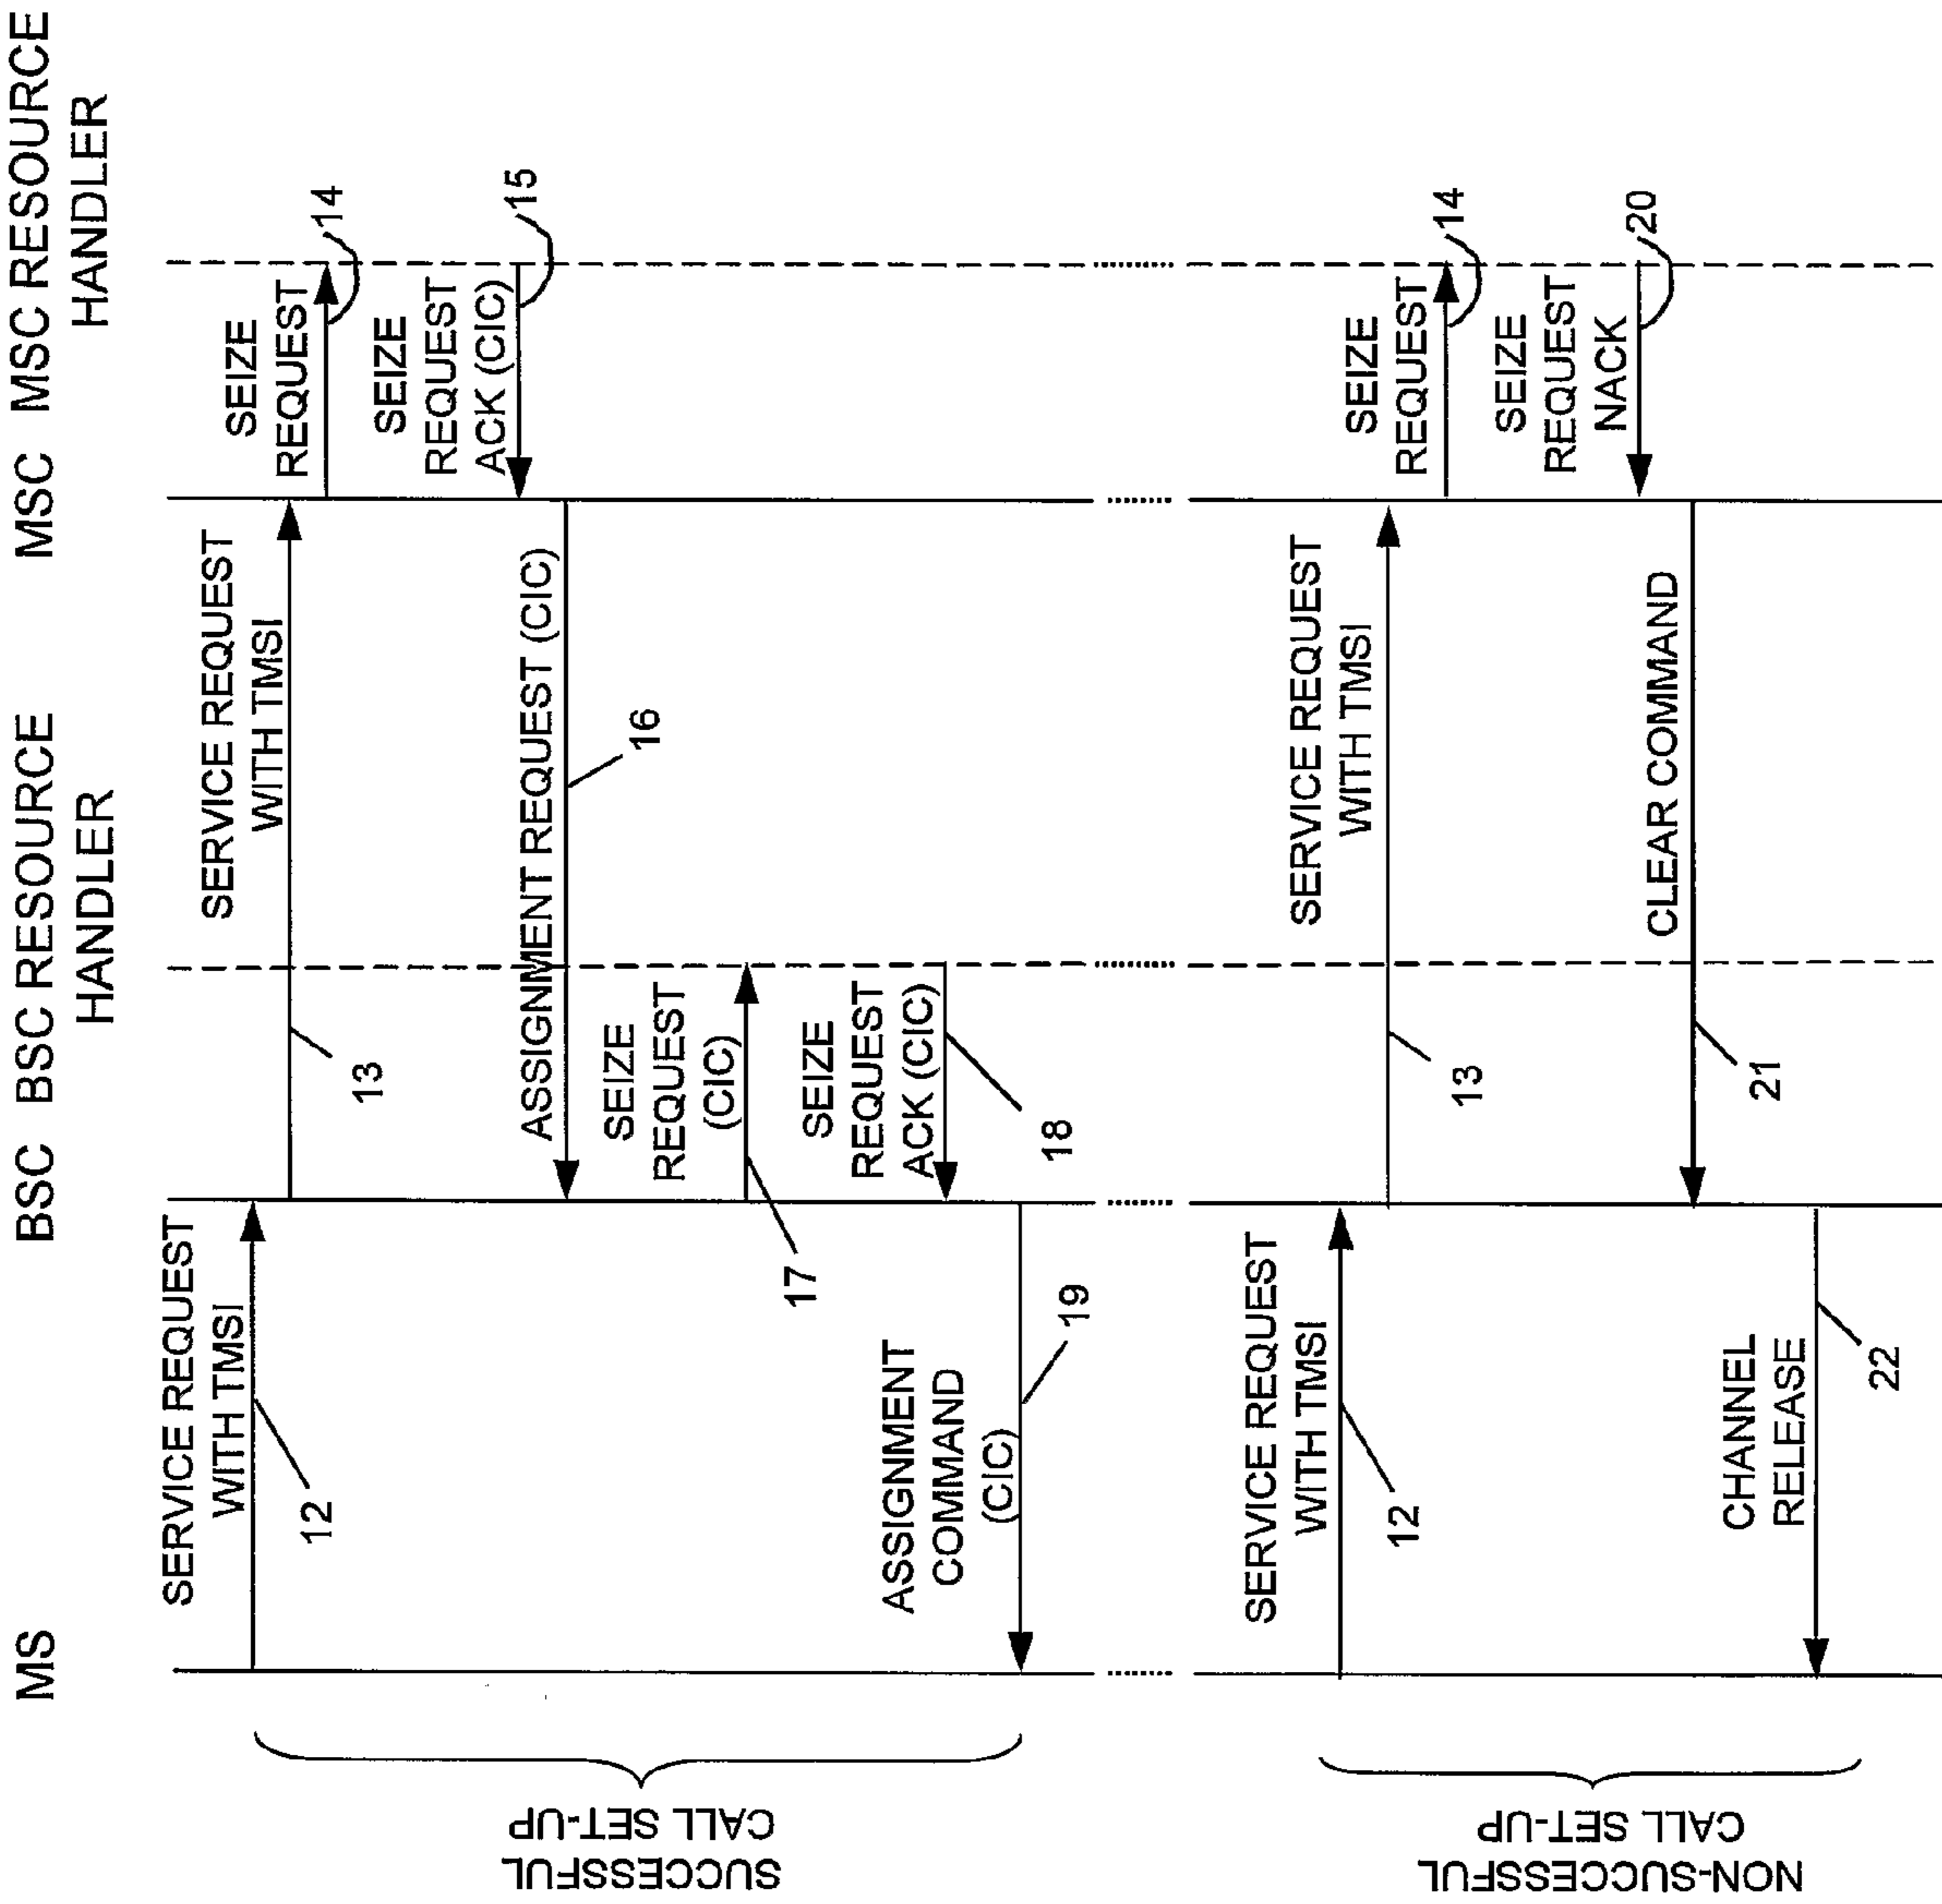 MS
BSC
BSC RESOURCE
HANDLER
MSC
MSC RESOURCE
HANDLER
SUCCESSFUL
CALL SET-UP
SERVICE REQUEST
WITH TMSI
12
SERVICE REQUEST
WITH TMSI
13
SEIZE
REQUEST
14
SEIZE
REQUEST
ACK (CIC)
15
ASSIGNMENT REQUEST (CIC)
16
SEIZE
REQUEST
(CIC)
17
SEIZE
REQUEST
ACK (CIC)
18
ASSIGNMENT
COMMAND
(CIC)
19
NON-SUCCESSFUL
CALL SET-UP
SERVICE REQUEST
WITH TMSI
12
SERVICE REQUEST
WITH TMSI
13
SEIZE
REQUEST
14
SEIZE
REQUEST
NACK
20
CLEAR COMMAND
21
CHANNEL
RELEASE
22